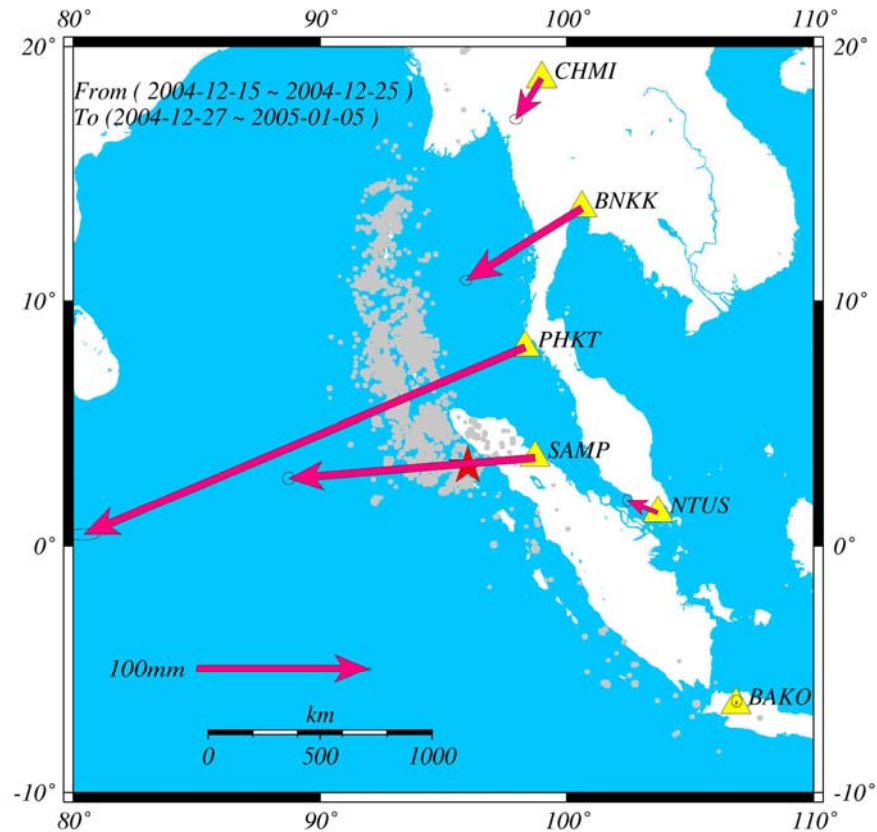 80° 90° 100° 110°
20° 20°
CHMI
From ( 2004-12-15 ~ 2004-12-25 )
To (2004-12-27 ~ 2005-01-05 )
BNKK
10° 10°
PHKT
SAMP
NTUS
0° 0°
100mm
BAKO
km
0 500 1000
-10° -10°
80° 90° 100° 110°